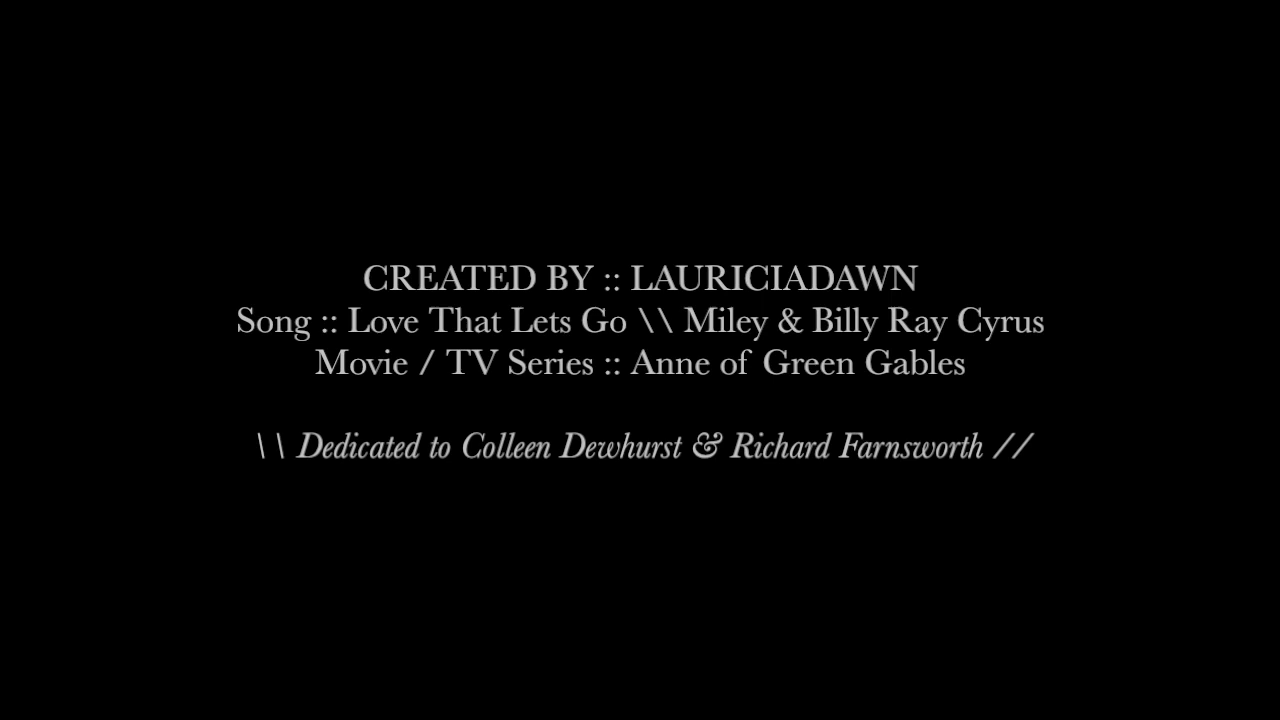 CREATED BY :: LAURICIADAWN
Song :: Love That Lets Go \\ Miley & Billy Ray Cyrus
Movie / TV Series :: Anne of Green Gables
\\ Dedicated to Colleen Dewhurst & Richard Farnsworth //